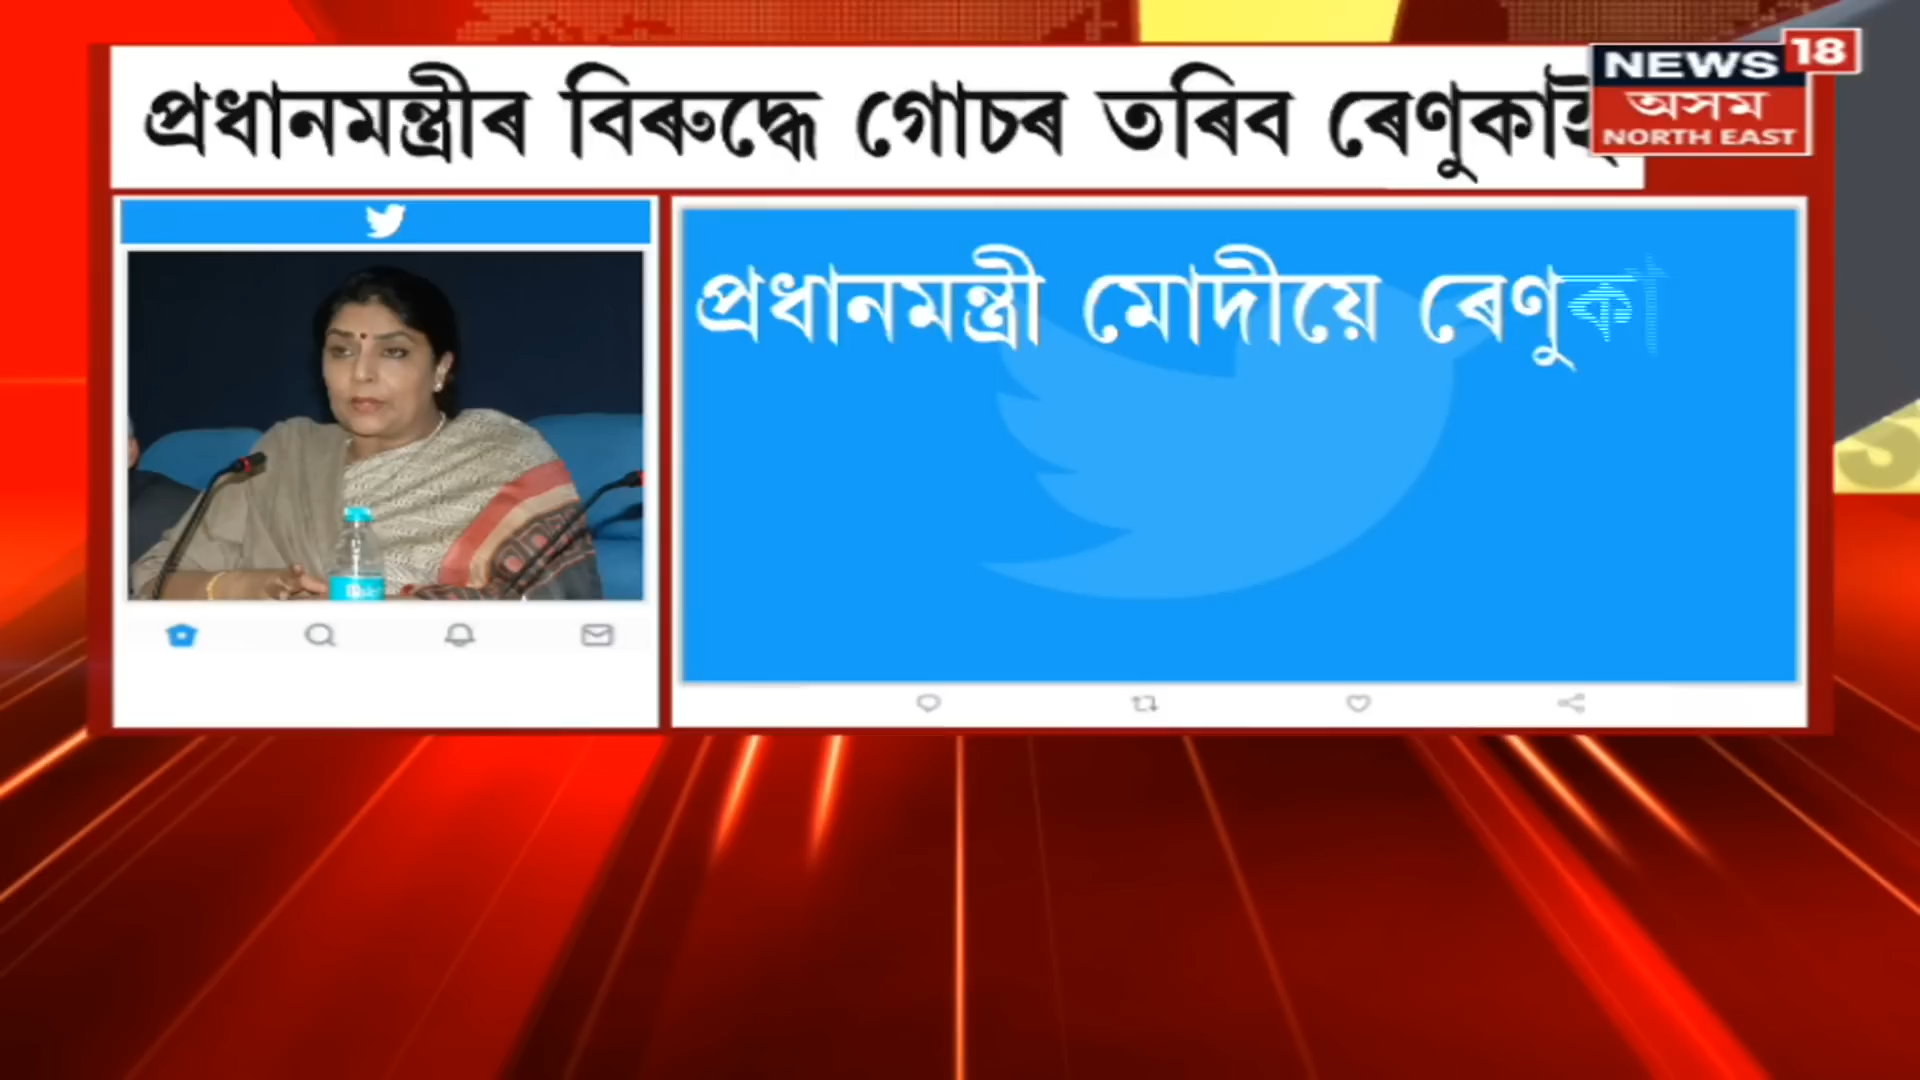 প্ৰধানমন্ত্ৰীৰ বিৰুদ্ধে গোচৰ তৰিব ৰেণুকাই
NEWS 18
অসম
NORTH EAST
প্ৰধানমন্ত্ৰী মোদীয়ে ৰেণুকা